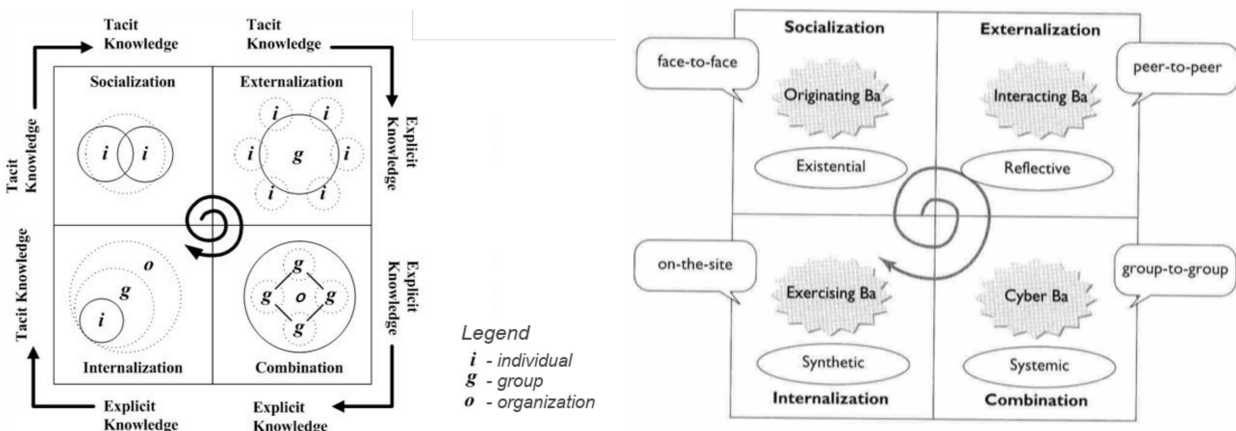 Tacit
Knowledge
Tacit
Knowledge
Socialization
Externalization
Tacit
Knowledge
i
i
i
i
i
g
i
i
i
Explicit
Knowledge
Tacit Knowledge
o
g
i
g
g
o
g
g
Explicit
Knowledge
Internalization
Combination
Explicit
Knowledge
Explicit
Knowledge
Legend
i - individual
g - group
o - organization
Socialization
Externalization
face-to-face
peer-to-peer
Originating Ba
Interacting Ba
Existential
Reflective
on-the-site
group-to-group
Exercising Ba
Cyber Ba
Synthetic
Systemic
Internalization
Combination